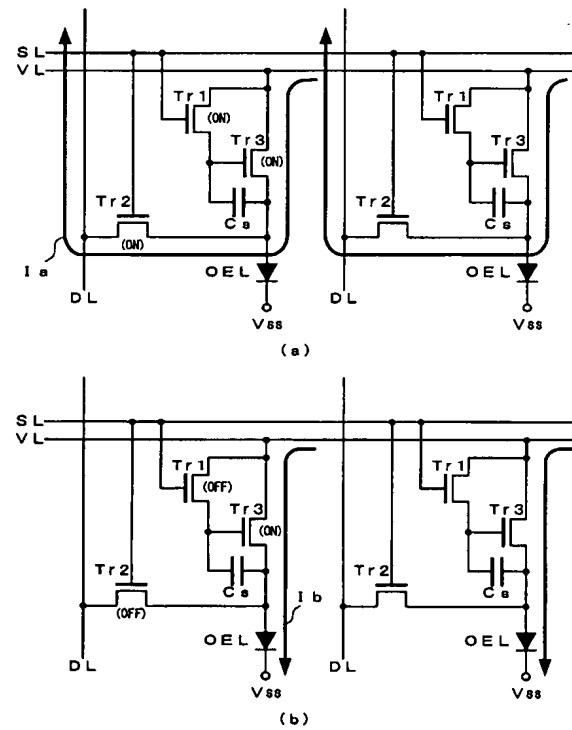 SL
VL
Tr1 Tr1
(ON)
Tr3 Tr3
(ON)
Tr2 Cs Tr2 Cs
(ON)
Ia OEL OEL
DL DL
Vss Vss
(a)
SL
VL
Tr1 Tr1
(OFF)
Tr3 Tr3
(ON)
Tr2 Cs Tr2 Cs
(OFF) Ib
OEL OEL
DL DL
Vss Vss
(b)